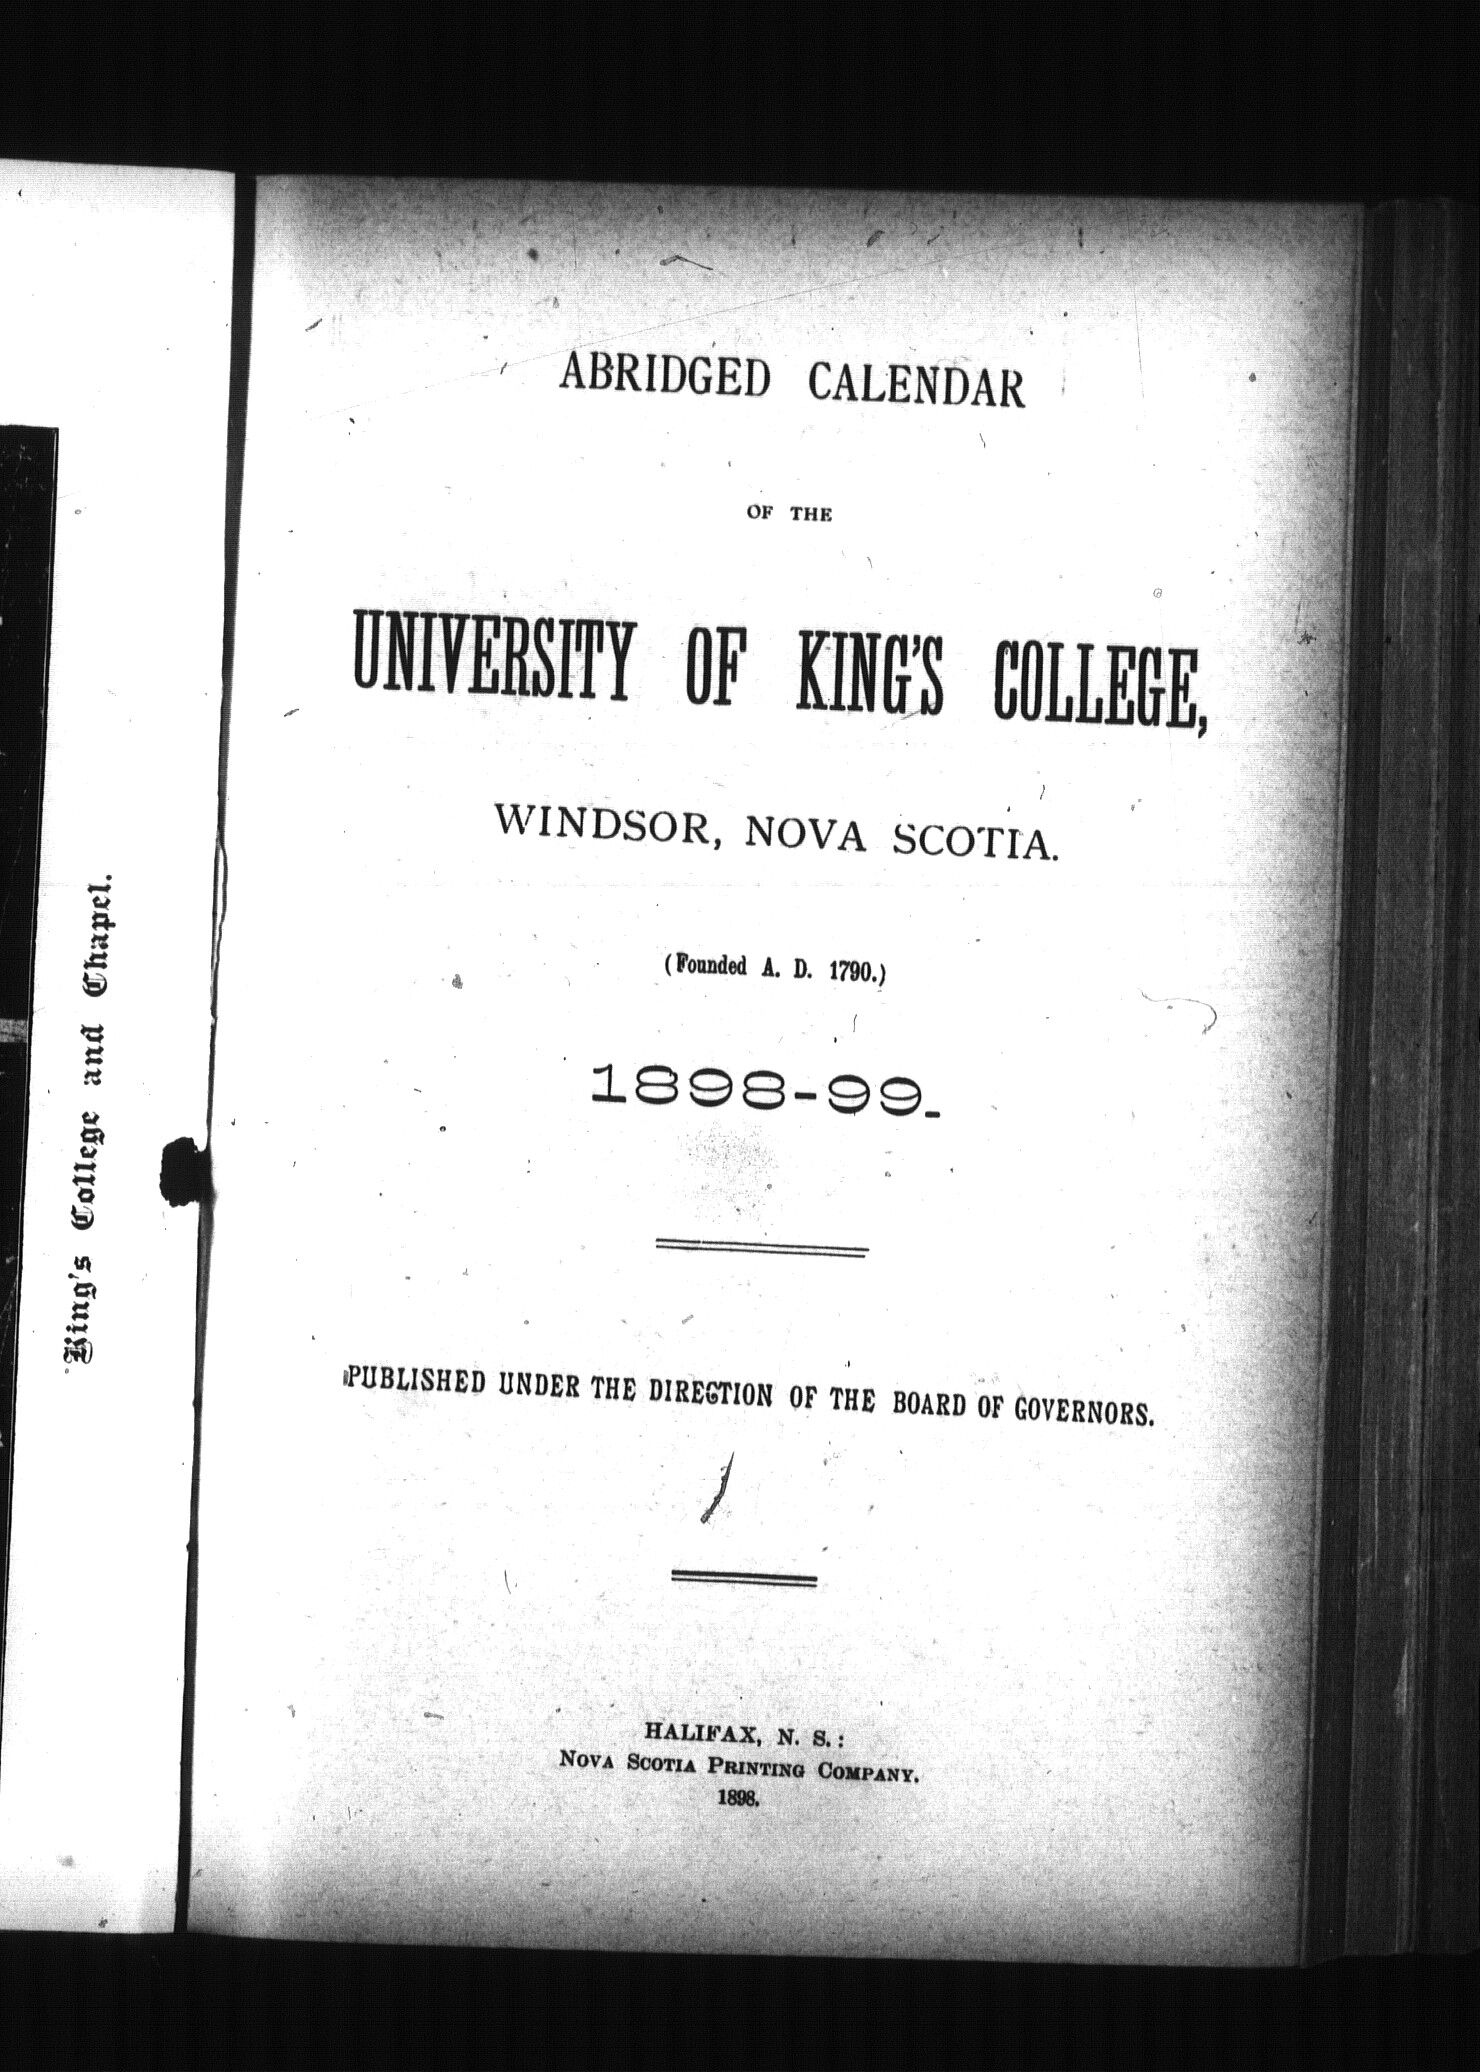 King's College and Chapel.
ABRIDGED CALENDAR
OF THE
UNIVERSITY OF KING'S COLLEGE,
WINDSOR, NOVA SCOTIA.
(Founded A. D. 1790.)
1898-99.
PUBLISHED UNDER THE DIRECTION OF THE BOARD OF GOVERNORS.
HALIFAX, N. S.:
NOVA SCOTIA PRINTING COMPANY.
1898.